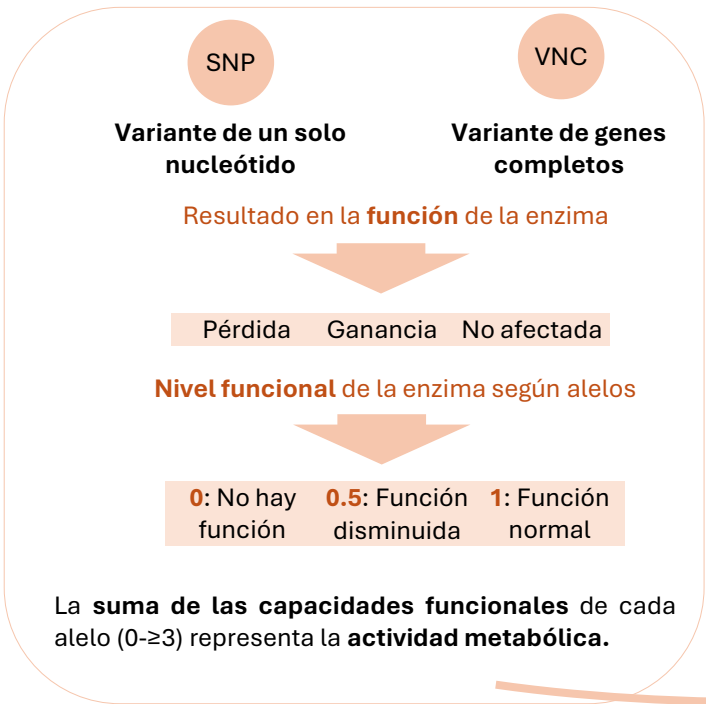 SNP
VNC
Variante de un solo
nucleótido
Variante de genes
completos
Resultado en la función de la enzima
Pérdida Ganancia No afectada
Nivel funcional de la enzima según alelos
0: No hay
función
0.5: Función
disminuida
1: Función
normal
La suma de las capacidades funcionales de cada
alelo (0-≥3) representa la actividad metabólica.